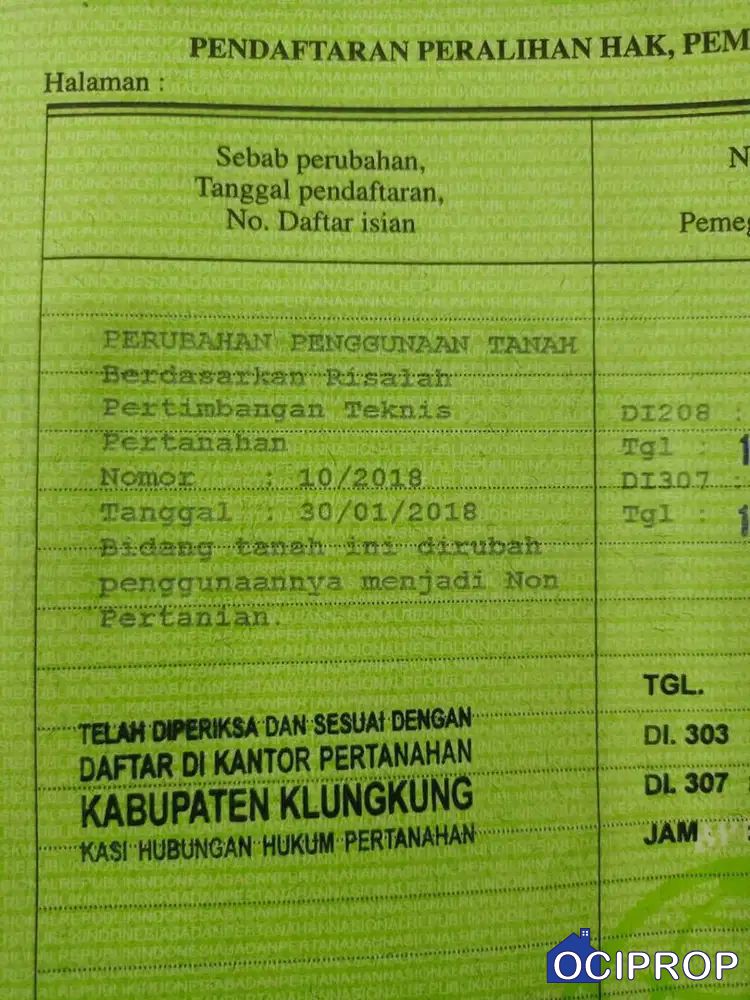 PENDAFTARAN PERALIHAN HAK,
Halaman :
Sebab perubahan,
Tanggal pendaftaran,
No. Daftar isian
PERUBAHAN PENGGUNAAN TANAH
Berdasarkan Risalah
Pertimbangan Teknis
Pertanahan
Nomor : 10/2018
Tanggal : 30/01/2018
Bidang tanah ini dirubah
penggunaannya menjadi Non
Pertanian.
DI208 :
Tgl : 1
DI307 :
Tgl : 1
TELAH DIPERIKSA DAN SESUAI DENGAN
DAFTAR DI KANTOR PERTANAHAN
KABUPATEN KLUNGKUNG
KASI HUBUNGAN HUKUM PERTANAHAN
TGL.
DI. 303
DI. 307
JAM :
OCIPROP